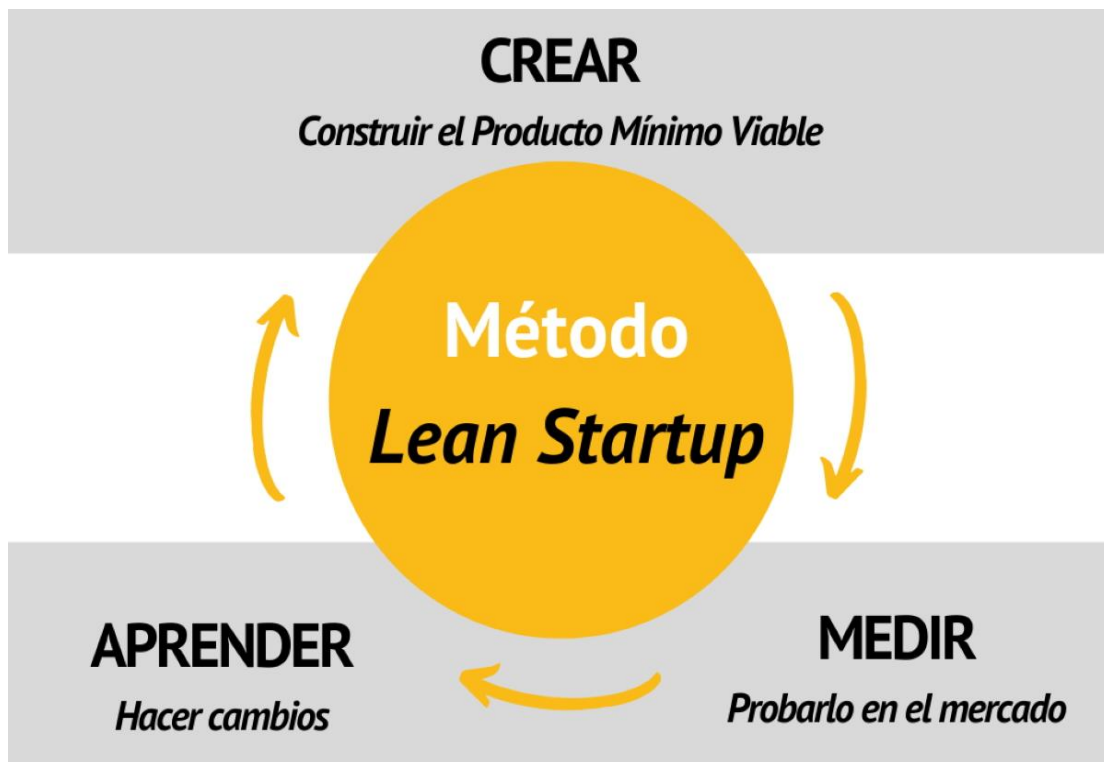 CREAR
Construir el Producto Mínimo Viable
Método
Lean Startup
APRENDER
Hacer cambios
MEDIR
Probarlo en el mercado